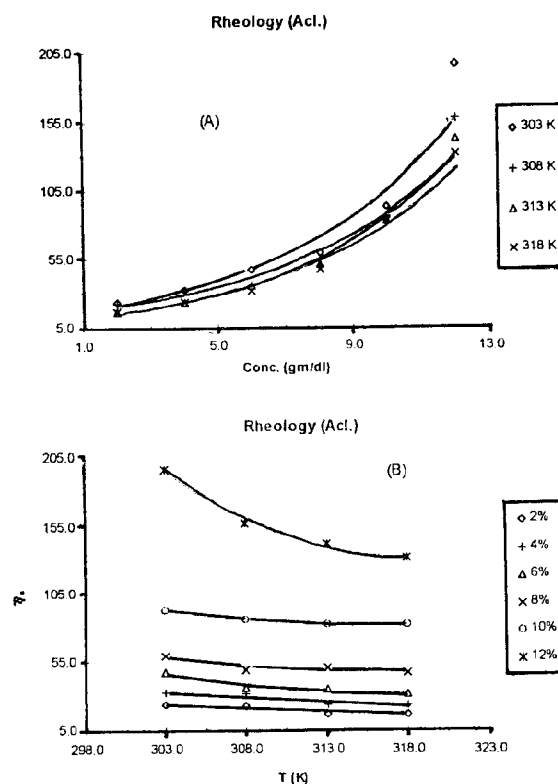 Rheology (Acl.)
205.0
155.0
105.0
55.0
5.0
(A)
1.0 5.0 9.0 13.0
Conc. (gm/dl)
303 K
308 K
313 K
318 K
Rheology (Acl.)
205.0
155.0
105.0
55.0
5.0
(B)
298.0 303.0 308.0 313.0 318.0 323.0
T (K)
2%
4%
6%
8%
10%
12%